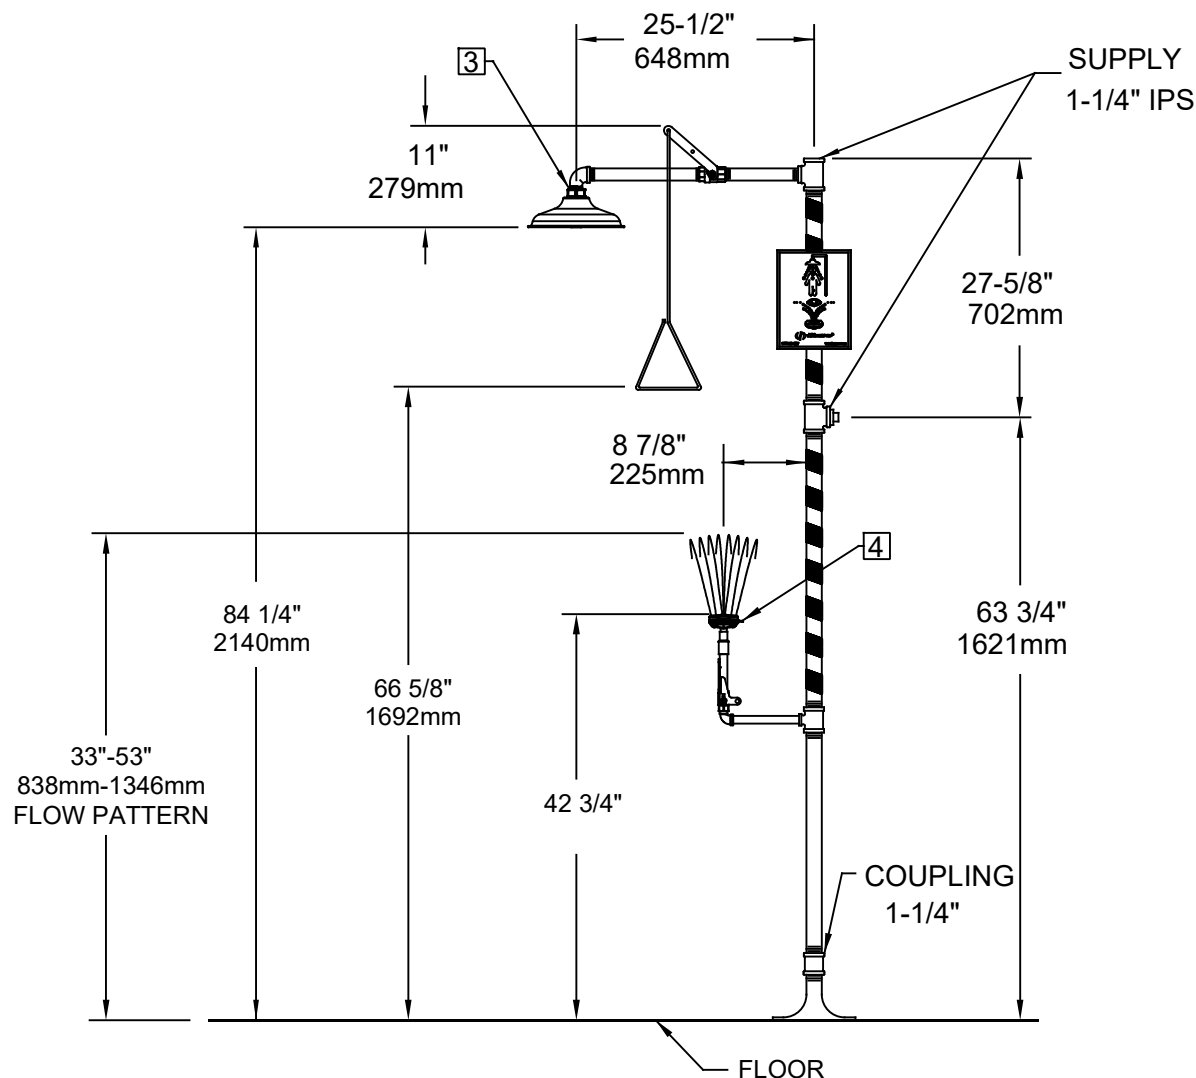 25-1/2"
648mm
3
SUPPLY
1-1/4" IPS
11"
279mm
27-5/8"
702mm
8 7/8"
225mm
4
84 1/4"
2140mm
63 3/4"
1621mm
66 5/8"
1692mm
33"-53"
838mm-1346mm
FLOW PATTERN
42 3/4"
COUPLING
1-1/4"
FLOOR